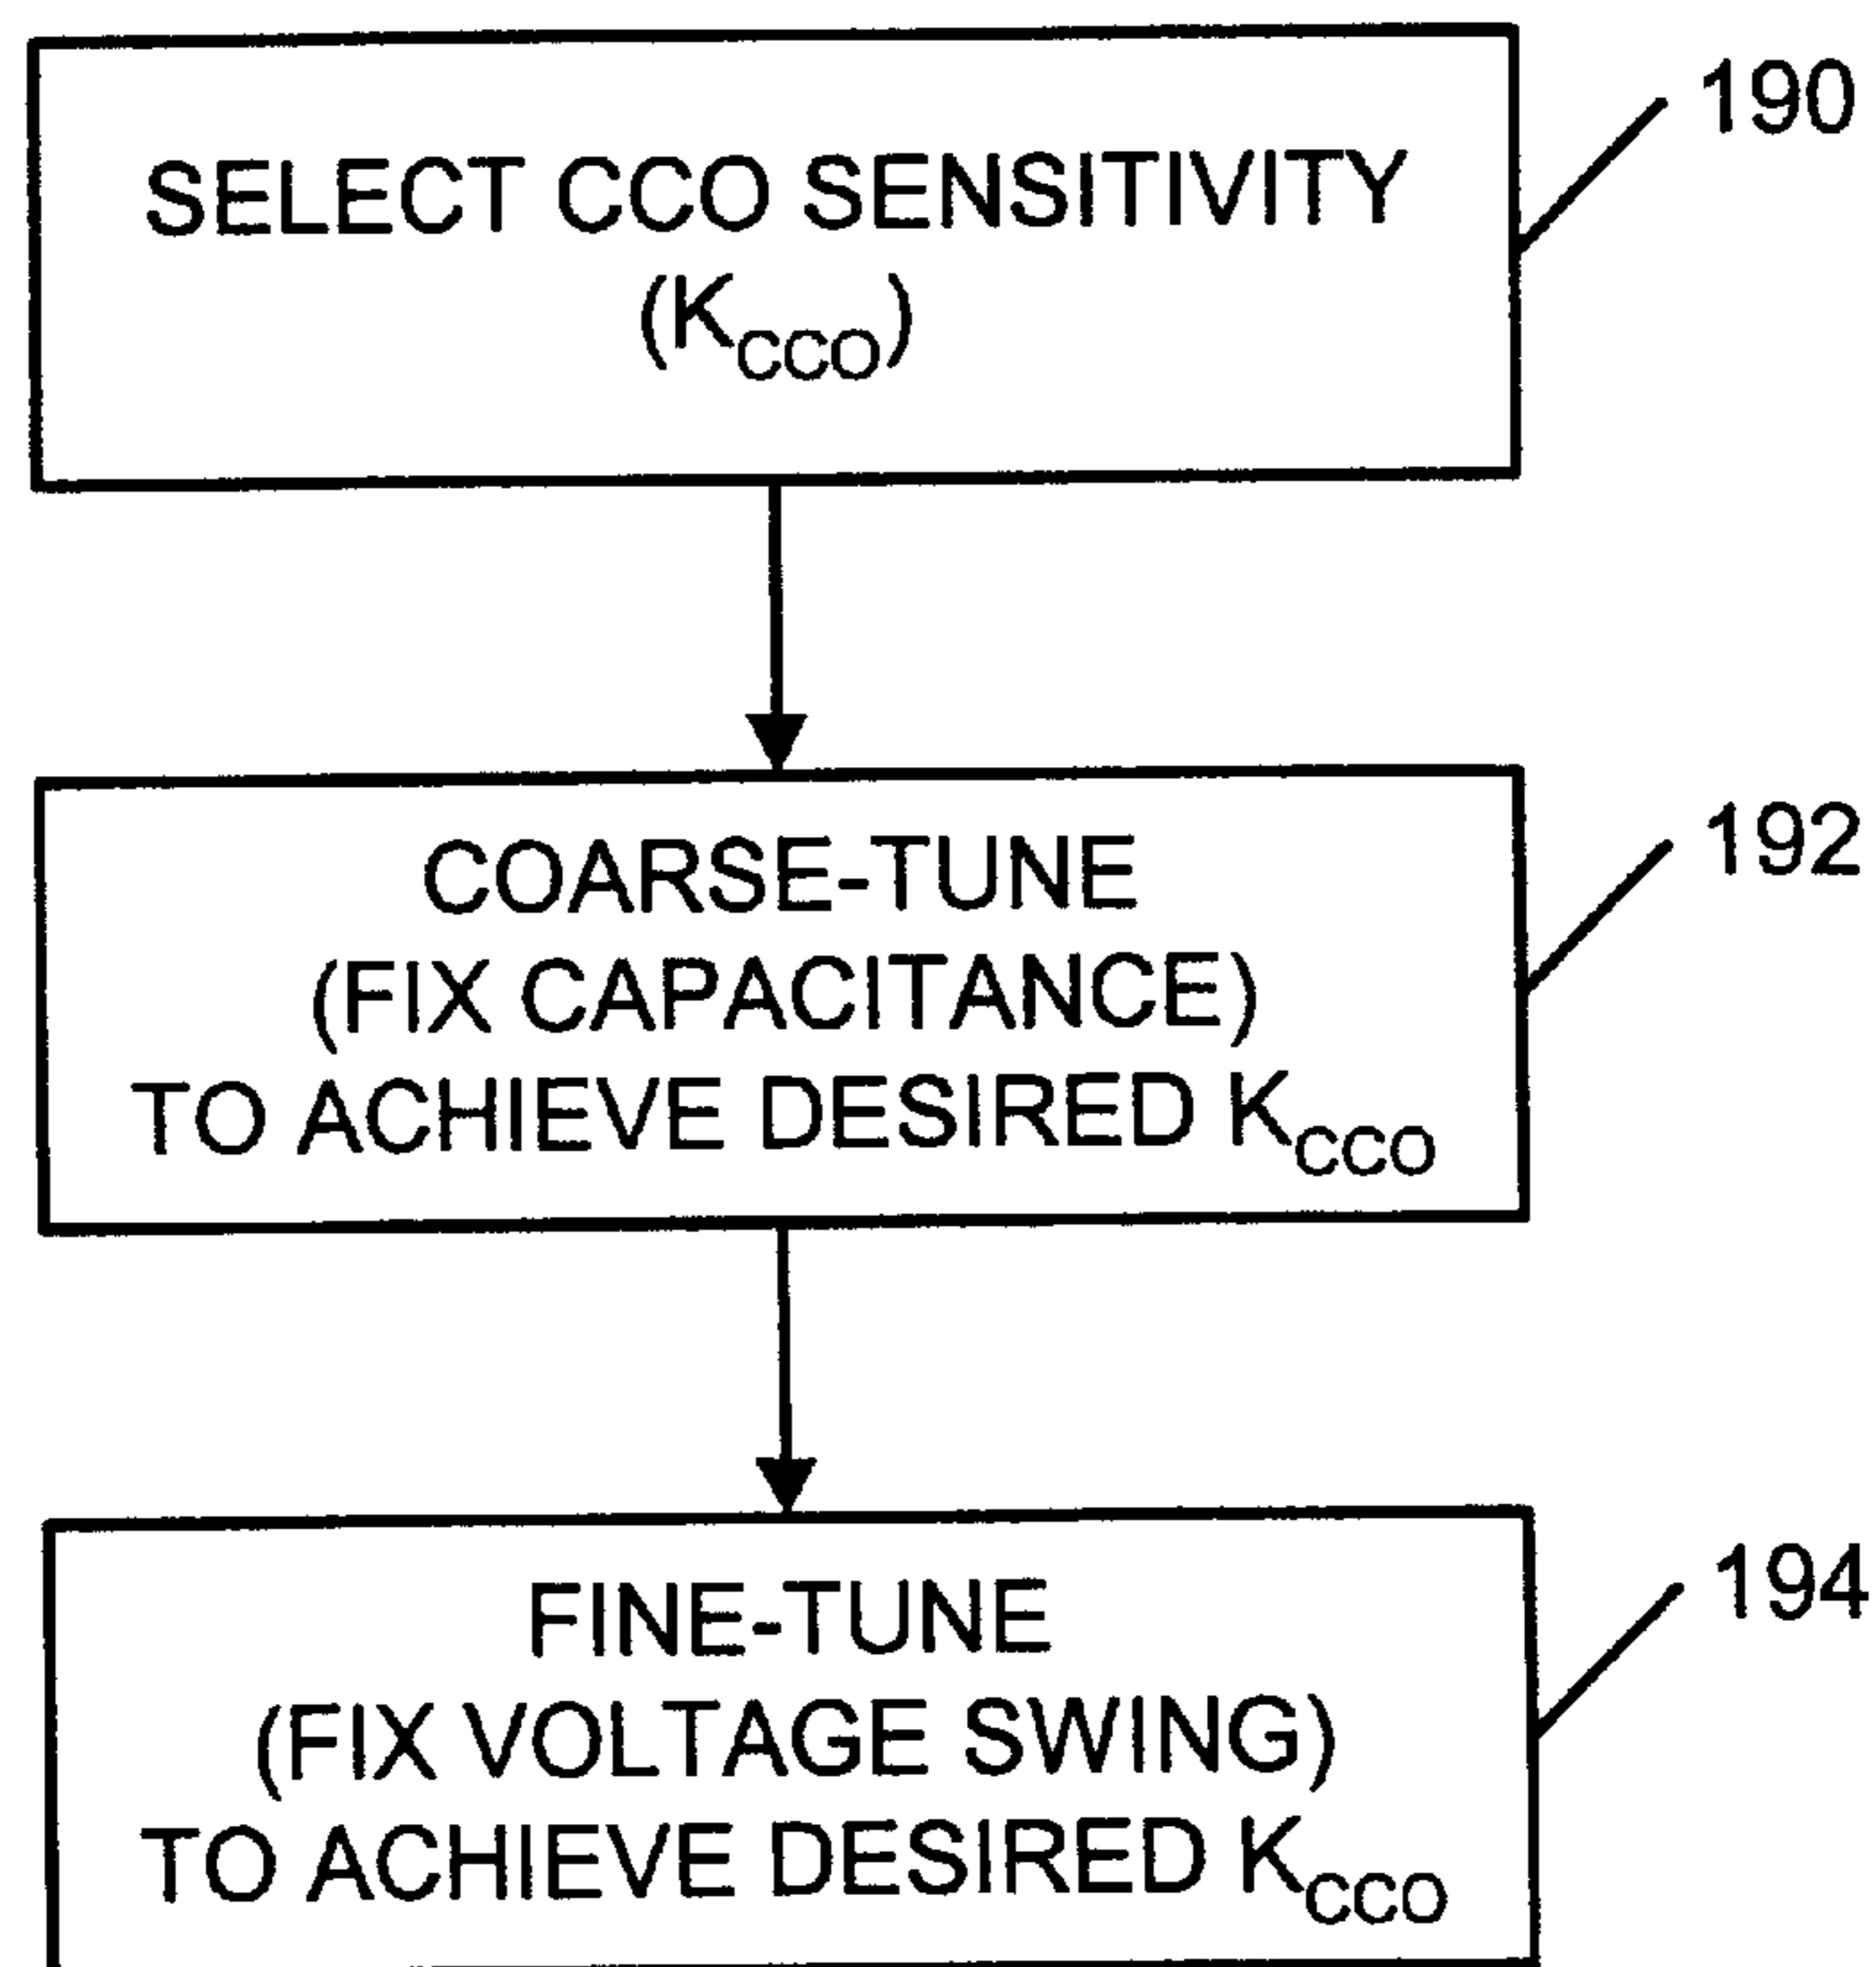 190
SELECT CCO SENSITIVITY
(KCCO)
192
COARSE-TUNE
(FIX CAPACITANCE)
TO ACHIEVE DESIRED KCCO
194
FINE-TUNE
(FIX VOLTAGE SWING)
TO ACHIEVE DESIRED KCCO